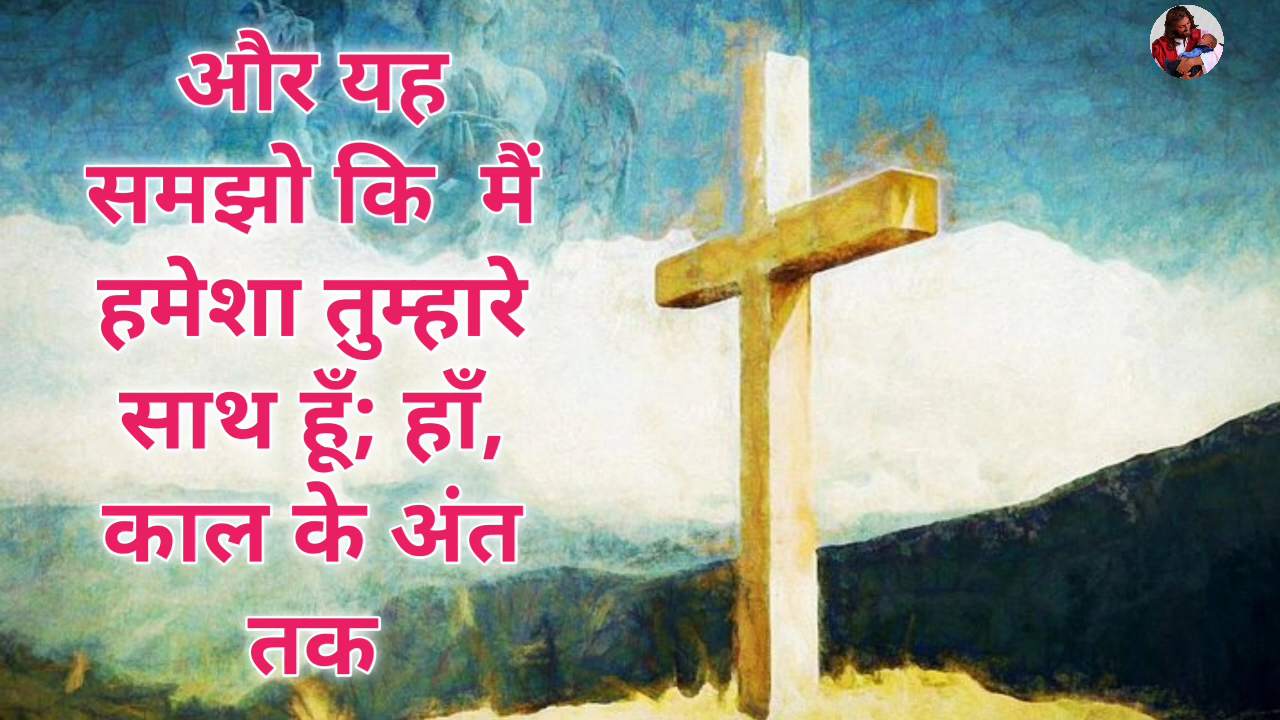 और यह
समझो कि  मैं
हमेशा तुम्हारे
साथ हूँ; हाँ,
काल के अंत
तक